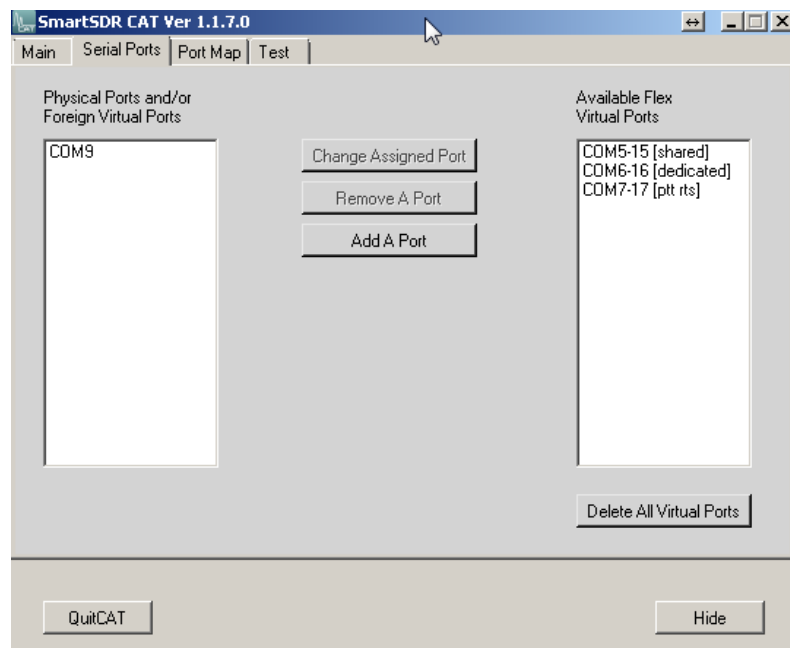 SmartSDR CAT Ver 1.1.7.0
Main Serial Ports Port Map Test
Physical Ports and/or
Foreign Virtual Ports
COM9
Change Assigned Port
Remove A Port
Add A Port
Available Flex
Virtual Ports
COM5-15 [shared]
COM6-16 [dedicated]
COM7-17 [ptt rts]
Delete All Virtual Ports
QuitCAT
Hide